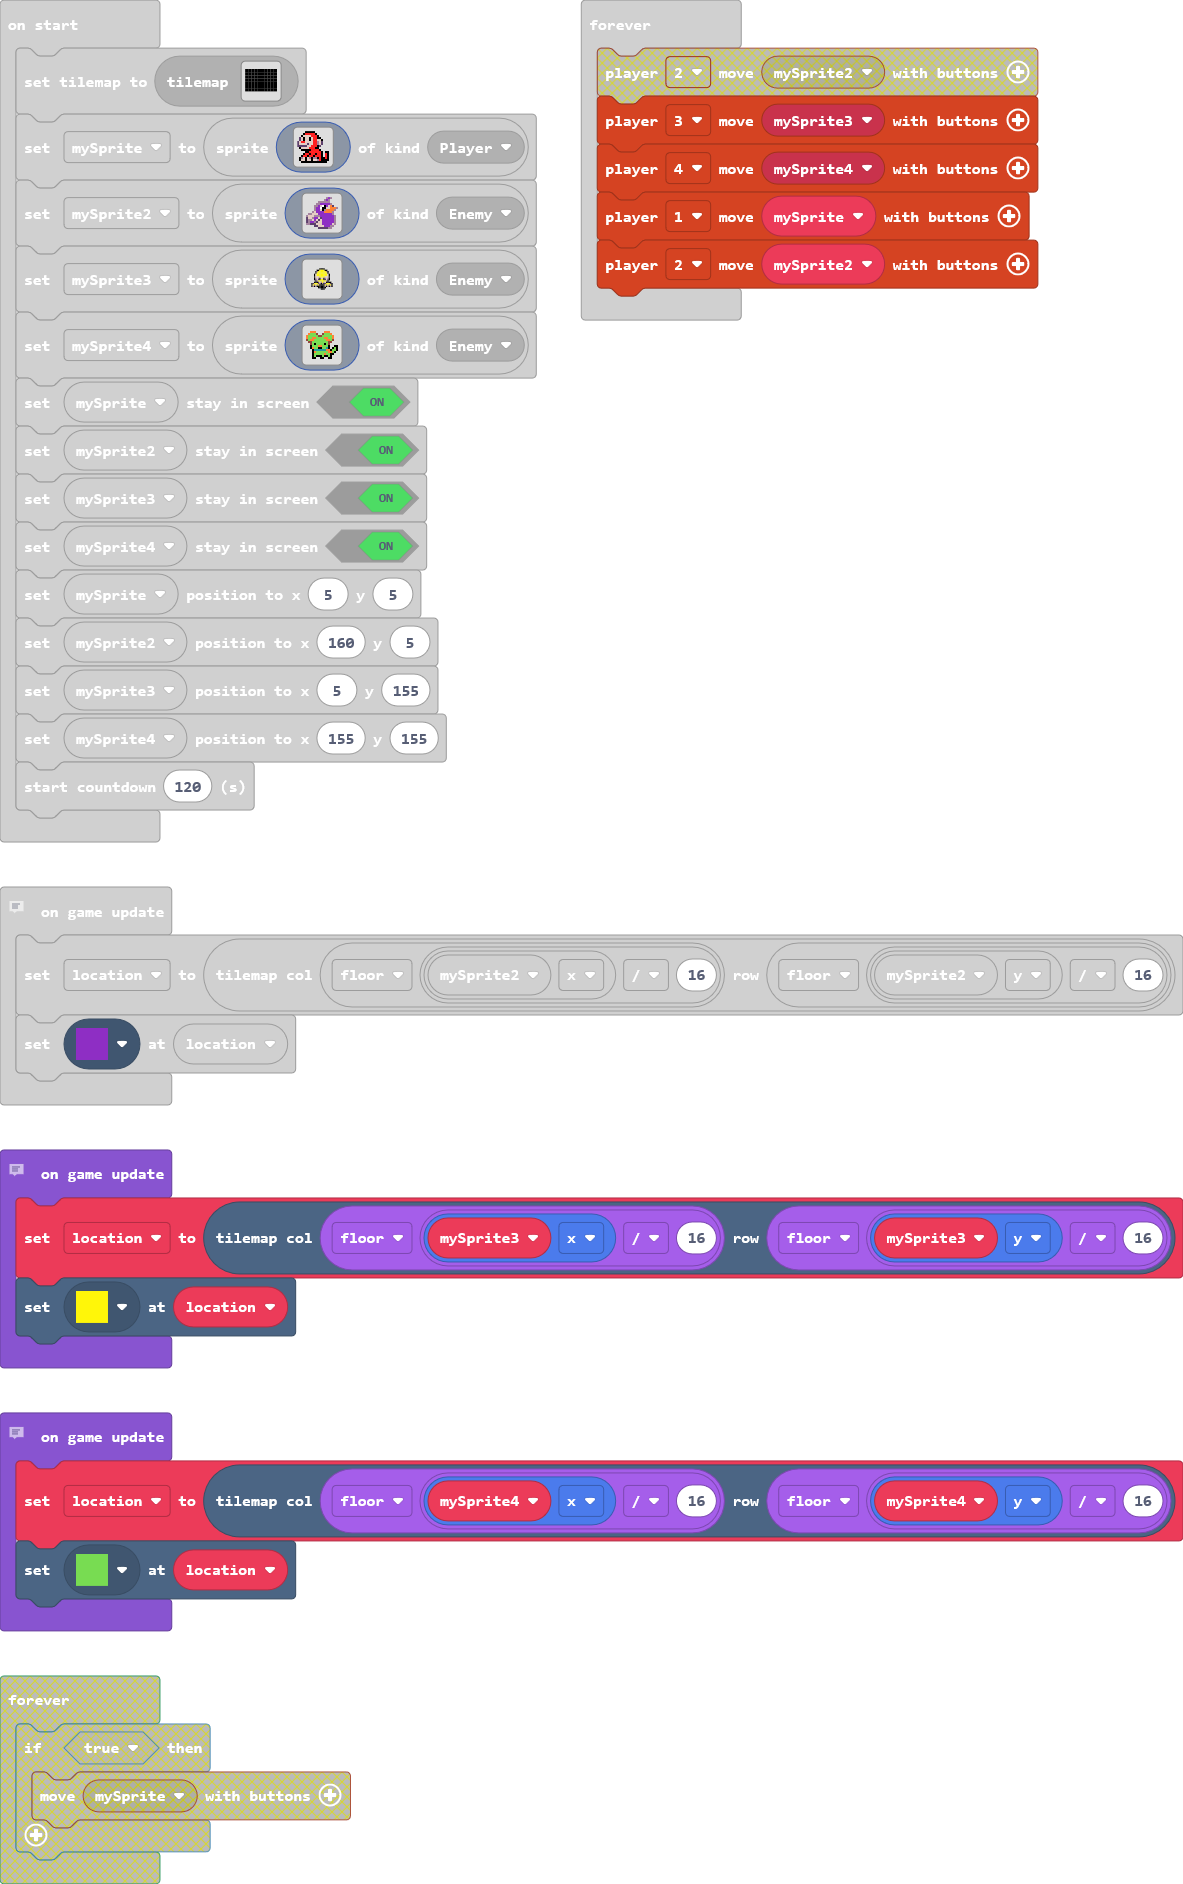 on start
set tilemap to tilemap
set mySprite to sprite of kind Player
set mySprite2 to sprite of kind Enemy
set mySprite3 to sprite of kind Enemy
set mySprite4 to sprite of kind Enemy
set mySprite stay in screen ON
set mySprite2 stay in screen ON
set mySprite3 stay in screen ON
set mySprite4 stay in screen ON
set mySprite position to x 5 y 5
set mySprite2 position to x 160 y 5
set mySprite3 position to x 5 y 155
set mySprite4 position to x 155 y 155
start countdown 120 (s)
forever
player 2 move mySprite2 with buttons
player 3 move mySprite3 with buttons
player 4 move mySprite4 with buttons
player 1 move mySprite with buttons
player 2 move mySprite2 with buttons
on game update
set location to tilemap col floor mySprite2 x / 16 row floor mySprite2 y / 16
set at location
on game update
set location to tilemap col floor mySprite3 x / 16 row floor mySprite3 y / 16
set at location
on game update
set location to tilemap col floor mySprite4 x / 16 row floor mySprite4 y / 16
set at location
forever
if true then
move mySprite with buttons